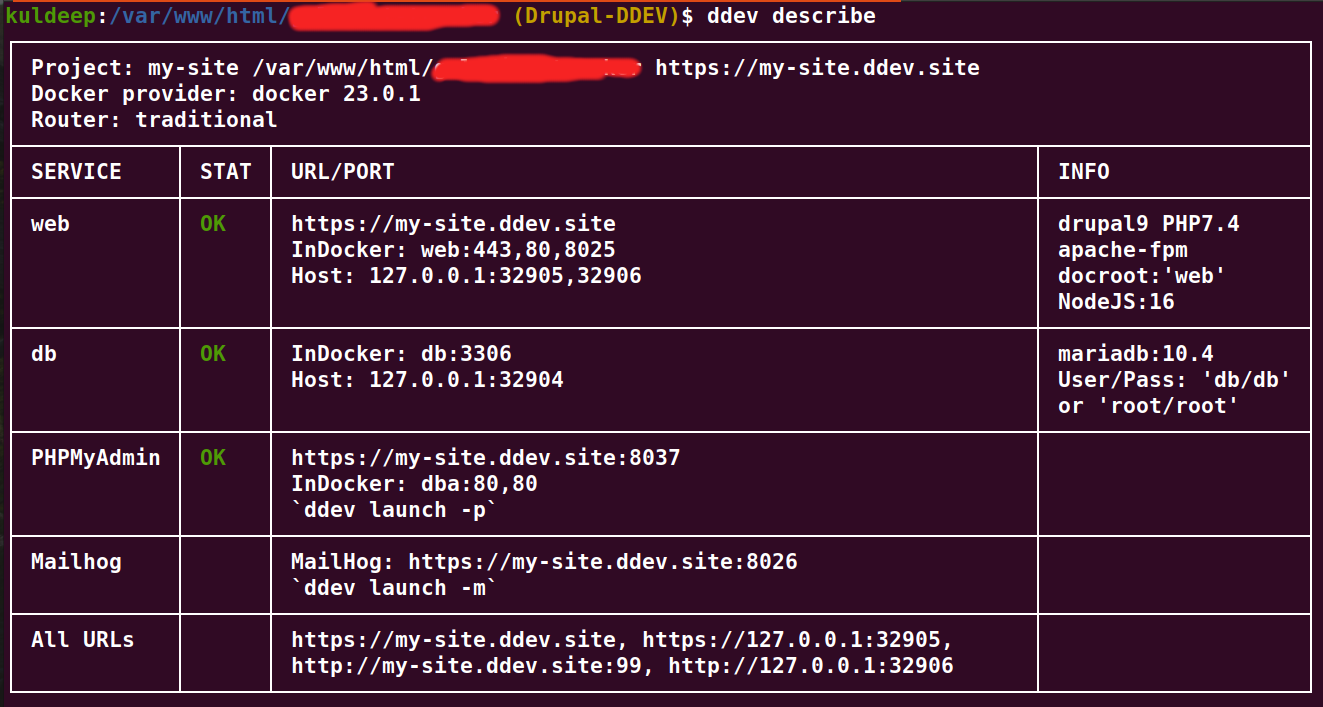 kuldeep:/var/www/html/ (Drupal-DDEV)$ ddev describe
Project: my-site /var/www/html/ https://my-site.ddev.site
Docker provider: docker 23.0.1
Router: traditional
SERVICE STAT URL/PORT INFO
web OK https://my-site.ddev.site drupal9 PHP7.4
InDocker: web:443,80,8025 apache-fpm
Host: 127.0.0.1:32905,32906 docroot:'web'
NodeJS:16
db OK InDocker: db:3306 mariadb:10.4
Host: 127.0.0.1:32904 User/Pass: 'db/db'
or 'root/root'
PHPMyAdmin OK https://my-site.ddev.site:8037
InDocker: dba:80,80
`ddev launch -p`
Mailhog MailHog: https://my-site.ddev.site:8026
`ddev launch -m`
All URLs https://my-site.ddev.site, https://127.0.0.1:32905,
http://my-site.ddev.site:99, http://127.0.0.1:32906